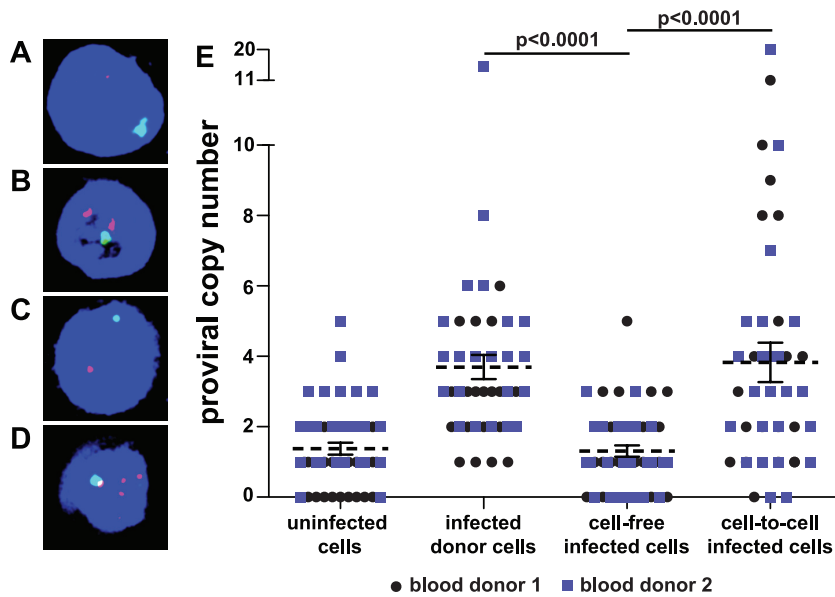 A
B
C
D
E
p<0.0001
p<0.0001
proviral copy number
20
11
10
8
6
4
2
0
uninfected
cells
infected
donor cells
cell-free
infected cells
cell-to-cell
infected cells
blood donor 1
blood donor 2